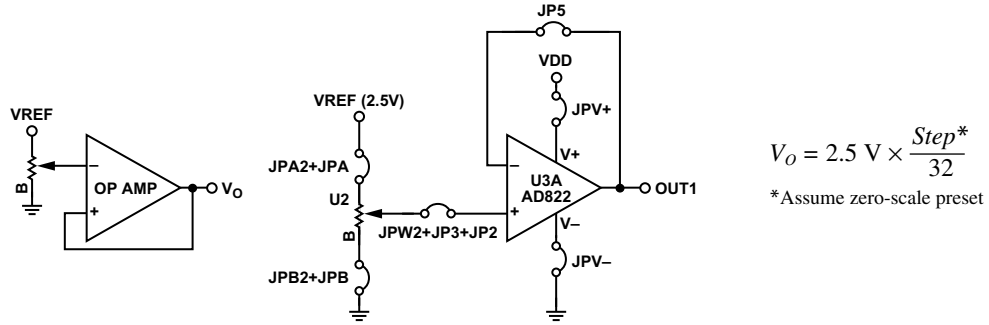 VREF
B
−
+
OP AMP
VO
VREF (2.5V)
JPA2+JPA
U2
B
JPW2+JP3+JP2
JPB2+JPB
JP5
VDD
JPV+
V+
−
U3A
AD822
+
V−
JPV−
OUT1
VO = 2.5 V × Step* / 32
*Assume zero-scale preset